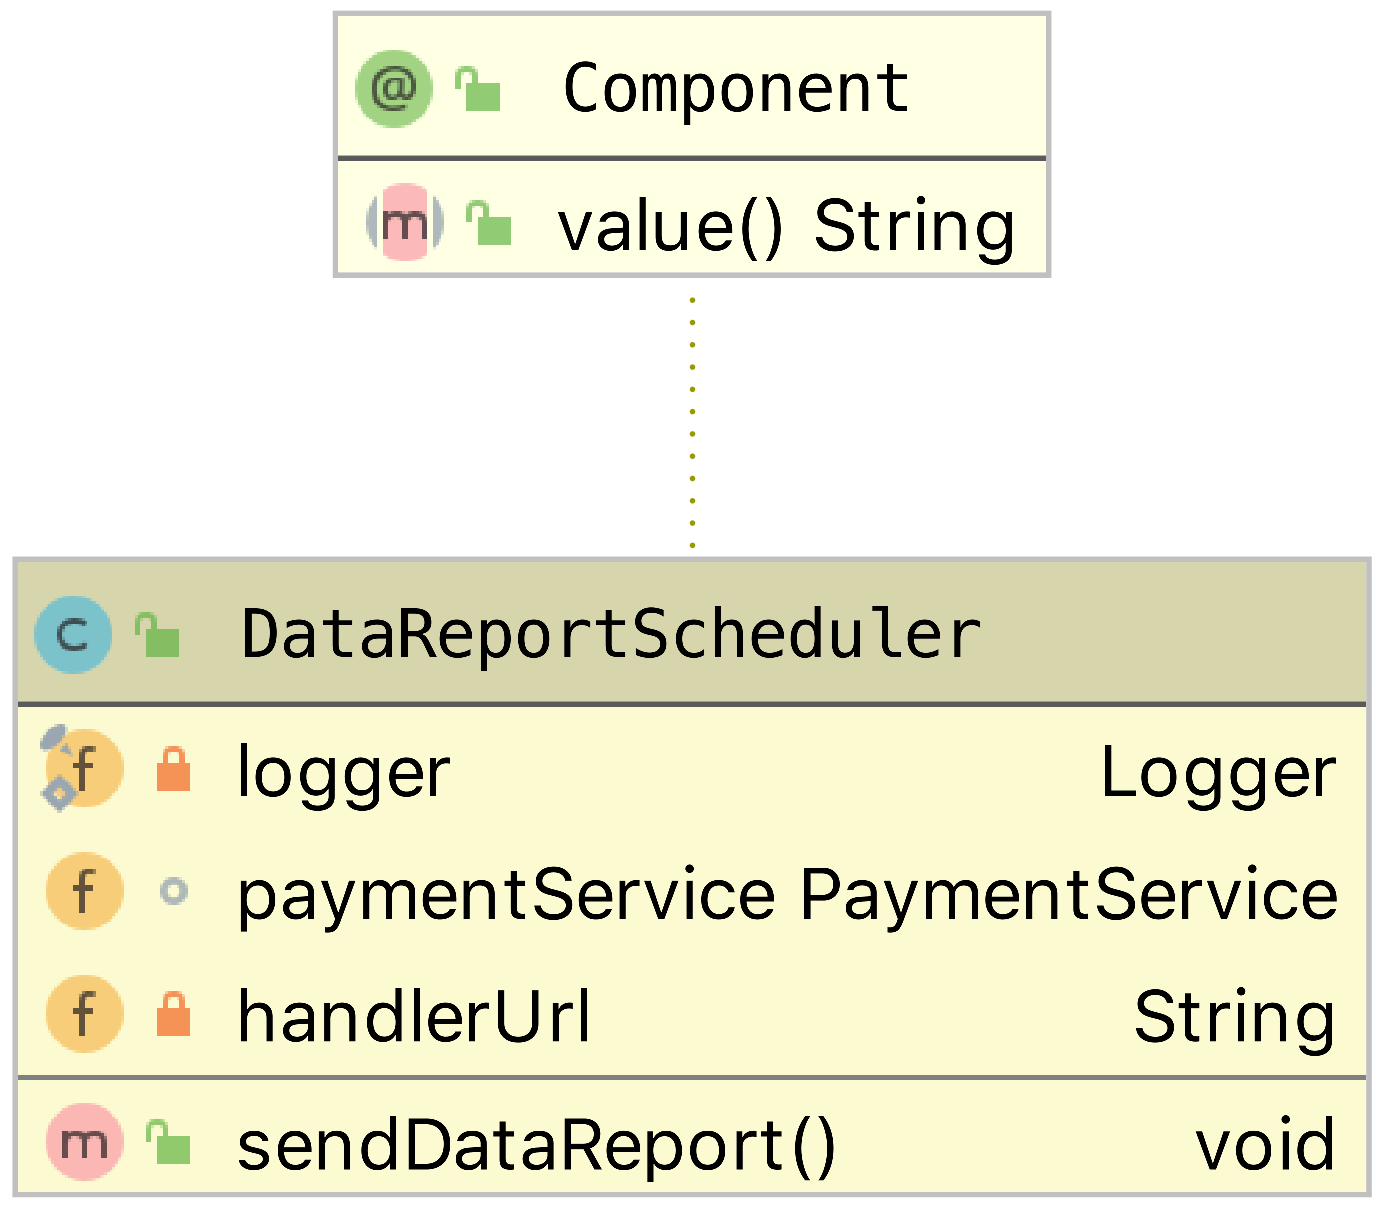 @ Component
m value() String
C DataReportScheduler
f logger Logger
f paymentService PaymentService
f handlerUrl String
m sendDataReport() void